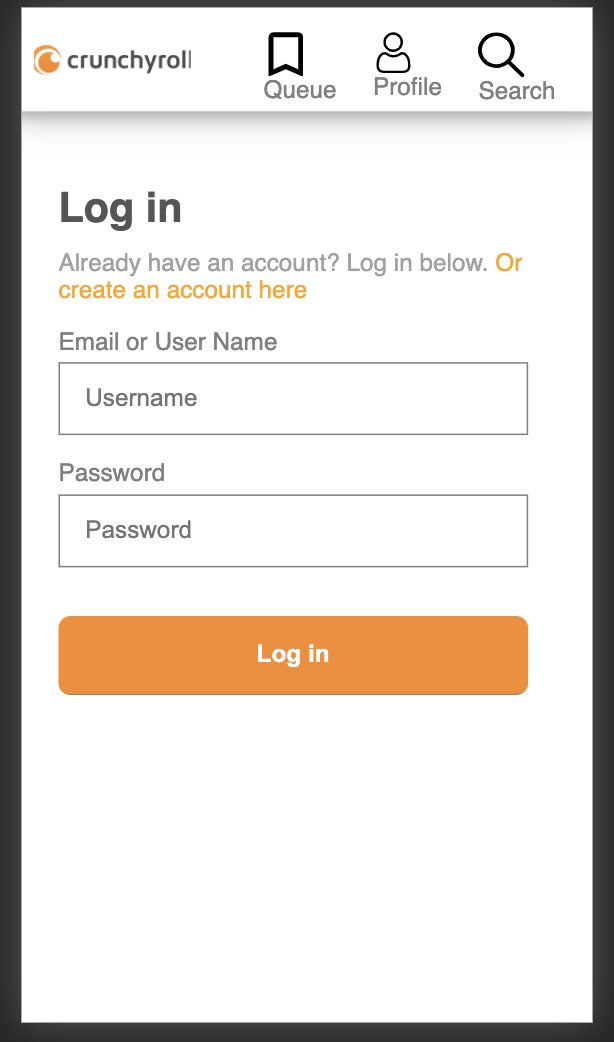 crunchyroll
Queue
Profile
Search
Log in
Already have an account? Log in below. Or
create an account here
Email or User Name
Username
Password
Password
Log in